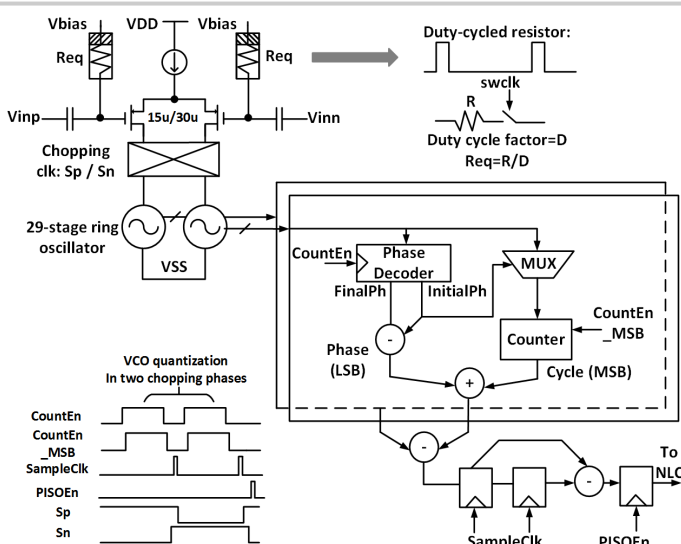 Vbias VDD Vbias
Duty-cycled resistor:
Req Req
swclk
R
Vinp 15u/30u Vinn
Duty cycle factor=D
Req=R/D
Chopping
clk: Sp / Sn
29-stage ring
oscillator
VSS
CountEn
Phase
Decoder
MUX
FinalPh InitialPh
CountEn
_MSB
Counter
-
Phase
(LSB)
Cycle (MSB)
+
VCO quantization
In two chopping phases
CountEn
CountEn
_MSB
SampleClk
PISOEn
Sp
Sn
-
-
To
NLC
SampleClk PISOEn